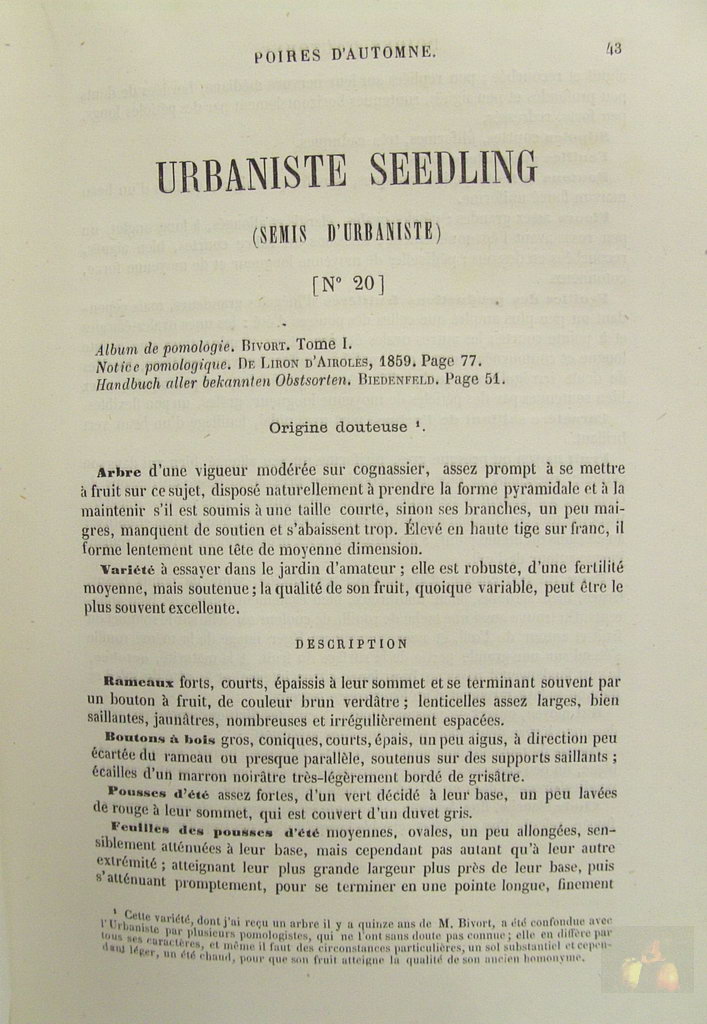 POIRES D'AUTOMNE. 43
URBANISTE SEEDLING
(SEMIS D'URBANISTE)
[N° 20]
Album de pomologie. BIVORT. Tome I.
Notice pomologique. DE LIRON D'AIROLES, 1859. Page 77.
Handbuch aller bekannten Obstsorten. BIEDENFELD. Page 51.
Origine douteuse ¹.
Arbre d'une vigueur modérée sur cognassier, assez prompt à se mettre
à fruit sur ce sujet, disposé naturellement à prendre la forme pyramidale et à la
maintenir s'il est soumis à une taille courte, sinon ses branches, un peu mai-
gres, manquent de soutien et s'abaissent trop. Élevé en haute tige sur franc, il
forme lentement une tête de moyenne dimension.
Variété à essayer dans le jardin d'amateur ; elle est robuste, d'une fertilité
moyenne, mais soutenue ; la qualité de son fruit, quoique variable, peut être le
plus souvent excellente.
DESCRIPTION
Rameaux forts, courts, épaissis à leur sommet et se terminant souvent par
un bouton à fruit, de couleur brun verdâtre ; lenticelles assez larges, bien
saillantes, jaunâtres, nombreuses et irrégulièrement espacées.
Boutons à bois gros, coniques, courts, épais, un peu aigus, à direction peu
écartée du rameau ou presque parallèle, soutenus sur des supports saillants ;
écailles d'un marron noirâtre très-légèrement bordé de grisâtre.
Pousses d'été assez fortes, d'un vert décidé à leur base, un peu lavées
de rouge à leur sommet, qui est couvert d'un duvet gris.
Feuilles des pousses d'été moyennes, ovales, un peu allongées, sen-
siblement atténuées à leur base, mais cependant pas autant qu'à leur autre
extrémité ; atteignant leur plus grande largeur plus près de leur base, puis
s'atténuant promptement, pour se terminer en une pointe longue, finement
¹ Cette variété, dont j'ai reçu un arbre il y a quinze ans de M. Bivort, a été confondue avec
l'Urbaniste par plusieurs pomologistes, qui ne l'ont sans doute pas connue ; elle en diffère par
tous ses caractères, et même il faut des circonstances particulières, un sol substantiel et cepen-
dant léger, un été chaud, pour que son fruit atteigne la qualité de son ancien homonyme.